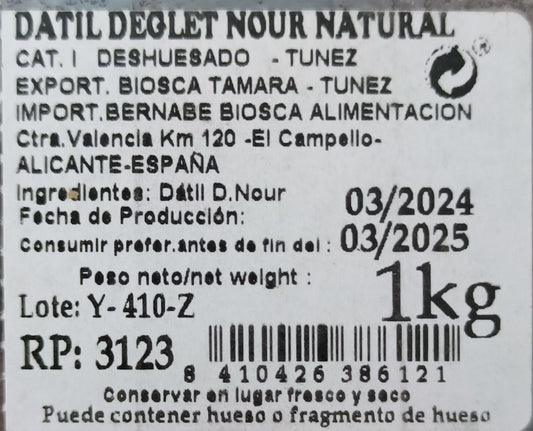 DATIL DEGLET NOUR NATURAL
CAT. I DESHUESADO - TUNEZ
EXPORT. BIOSCA TAMARA - TUNEZ
IMPORT.BERNABE BIOSCA ALIMENTACION
Ctra.Valencia Km 120 -El Campello-
ALICANTE-ESPAÑA
Ingredientes: Dátil D.Nour
Fecha de Producción: 03/2024
Consumir prefer.antes de fin del : 03/2025
Peso neto/net weight : 1kg
Lote: Y-410-Z
RP: 3123
8 410426 386121
Conservar en lugar fresco y seco
Puede contener hueso o fragmento de hueso